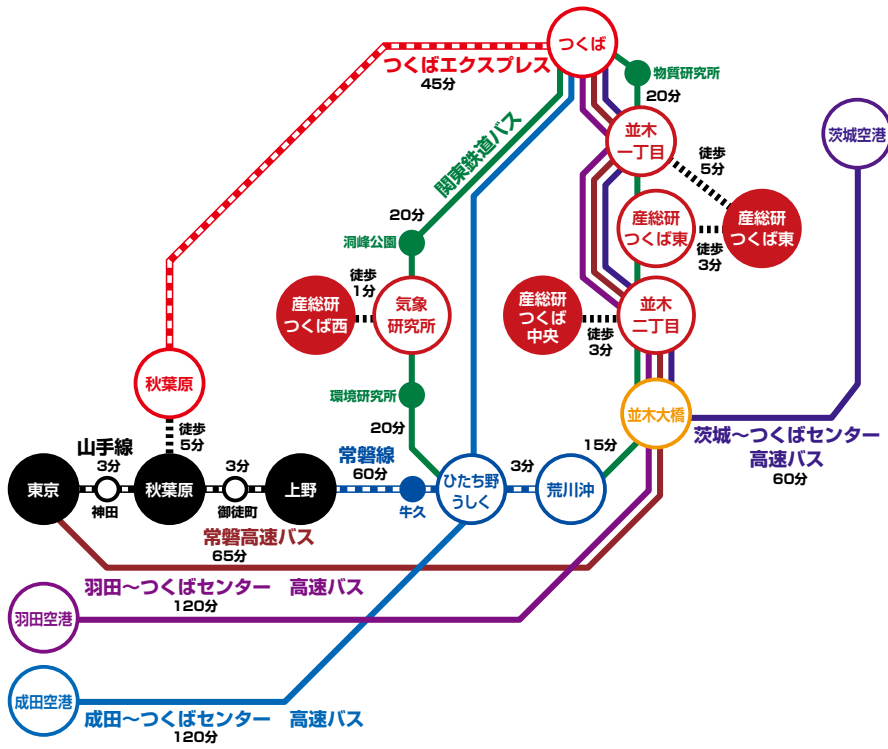 つくば
つくばエクスプレス
45分
物質研究所
20分
並木
一丁目
茨城空港
徒歩
5分
関東鉄道バス
20分
洞峰公園
産総研
つくば東
徒歩
3分
産総研
つくば東
徒歩
1分
産総研
つくば西
気象
研究所
産総研
つくば
中央
徒歩
3分
並木
二丁目
秋葉原
環境研究所
20分
並木大橋
徒歩
5分
茨城~つくばセンター
高速バス
60分
山手線
3分
3分
常磐線
60分
3分
15分
東京
神田
秋葉原
御徒町
上野
牛久
ひたち野
うしく
荒川沖
常磐高速バス
65分
羽田~つくばセンター 高速バス
120分
羽田空港
成田空港
成田~つくばセンター 高速バス
120分